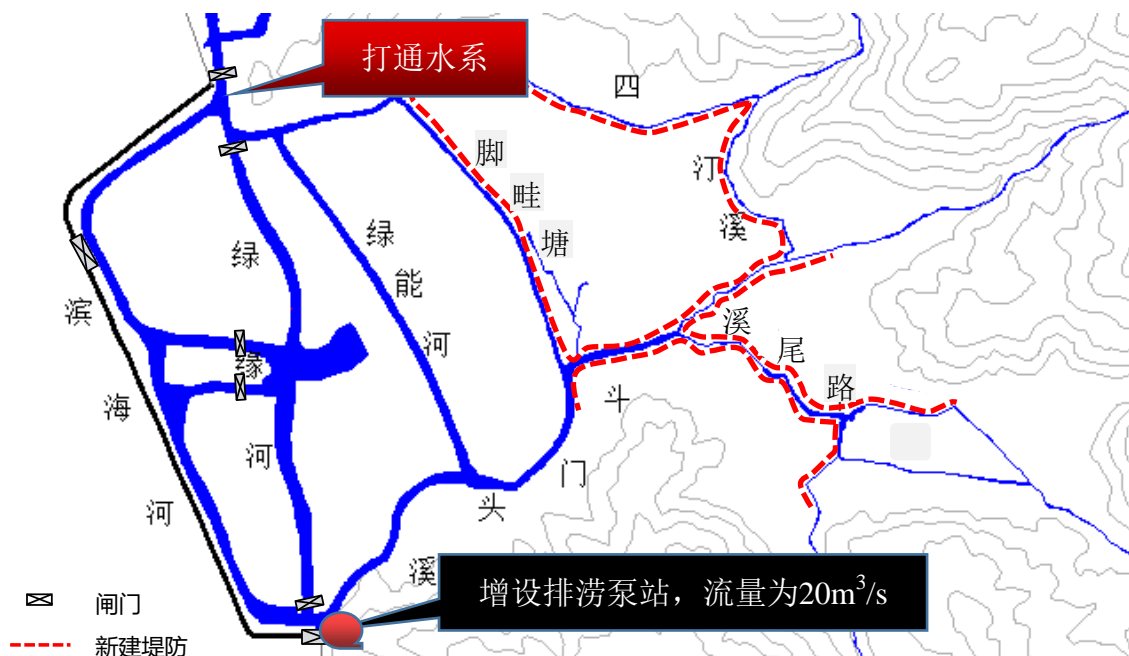 打通水系
四汀溪
脚畦塘
绿缘河
绿能河
滨海河
溪尾路
斗门头溪
增设排涝泵站，流量为20m³/s
闸门
新建堤防